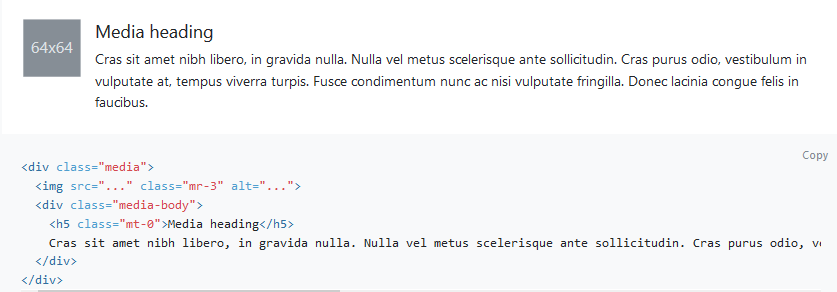 64x64
Media heading
Cras sit amet nibh libero, in gravida nulla. Nulla vel metus scelerisque ante sollicitudin. Cras purus odio, vestibulum in
vulputate at, tempus viverra turpis. Fusce condimentum nunc ac nisi vulputate fringilla. Donec lacinia congue felis in
faucibus.
Copy
<div class="media">
  <img src="..." class="mr-3" alt="...">
  <div class="media-body">
    <h5 class="mt-0">Media heading</h5>
    Cras sit amet nibh libero, in gravida nulla. Nulla vel metus scelerisque ante sollicitudin. Cras purus odio,
  </div>
</div>